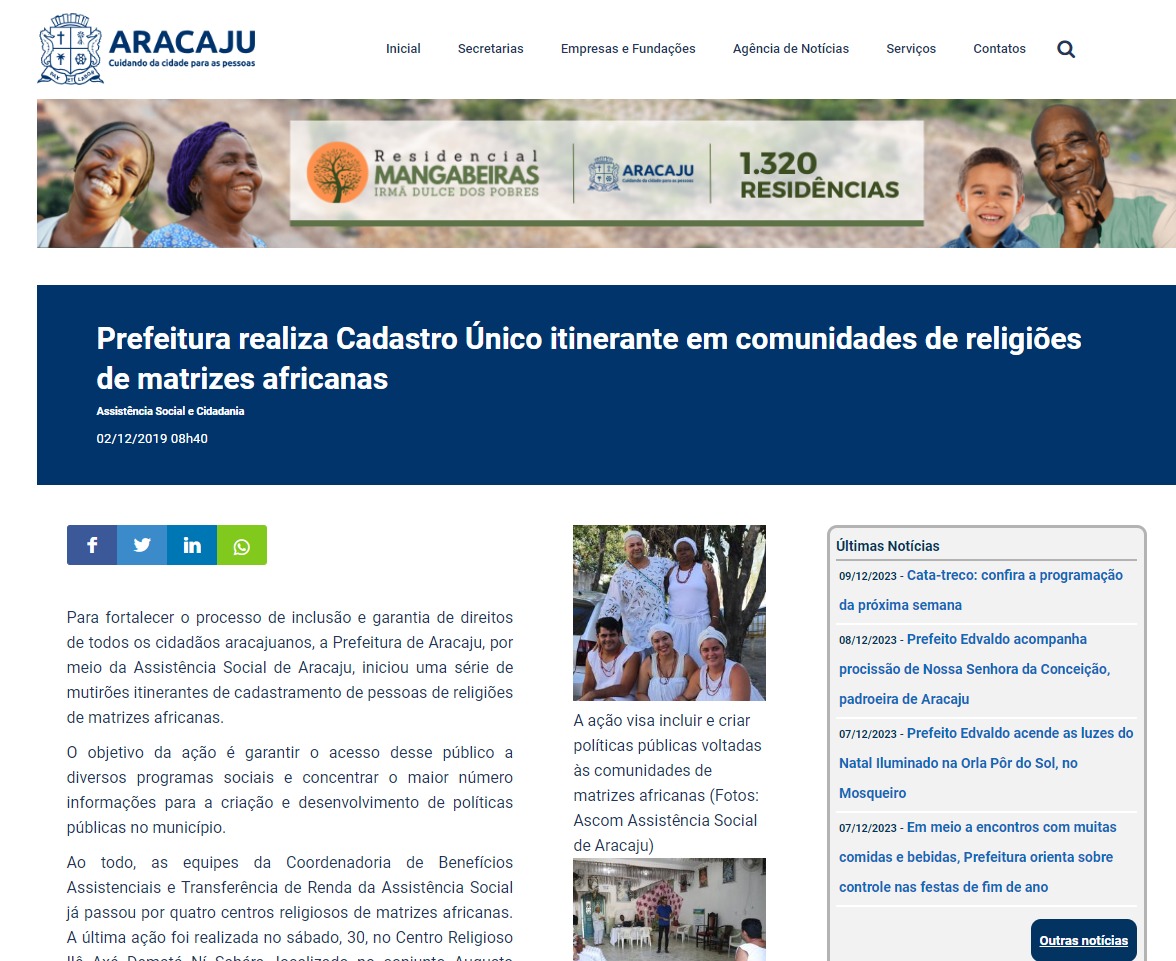 ARACAJU
Cuidando da cidade para as pessoas
Inicial
Secretarias
Empresas e Fundações
Agência de Notícias
Serviços
Contatos
Residencial
MANGABEIRAS
IRMÃ DULCE DOS POBRES
ARACAJU
Cuidando da cidade para as pessoas
1.320
RESIDÊNCIAS
Prefeitura realiza Cadastro Único itinerante em comunidades de religiões
de matrizes africanas
Assistência Social e Cidadania
02/12/2019 08h40
Para fortalecer o processo de inclusão e garantia de direitos
de todos os cidadãos aracajuanos, a Prefeitura de Aracaju, por
meio da Assistência Social de Aracaju, iniciou uma série de
mutirões itinerantes de cadastramento de pessoas de religiões
de matrizes africanas.
O objetivo da ação é garantir o acesso desse público a
diversos programas sociais e concentrar o maior número
informações para a criação e desenvolvimento de políticas
públicas no município.
Ao todo, as equipes da Coordenadoria de Benefícios
Assistenciais e Transferência de Renda da Assistência Social
já passou por quatro centros religiosos de matrizes africanas.
A última ação foi realizada no sábado, 30, no Centro Religioso
A ação visa incluir e criar
políticas públicas voltadas
às comunidades de
matrizes africanas (Fotos:
Ascom Assistência Social
de Aracaju)
Últimas Notícias
09/12/2023 - Cata-treco: confira a programação
da próxima semana
08/12/2023 - Prefeito Edvaldo acompanha
procissão de Nossa Senhora da Conceição,
padroeira de Aracaju
07/12/2023 - Prefeito Edvaldo acende as luzes do
Natal Iluminado na Orla Pôr do Sol, no
Mosqueiro
07/12/2023 - Em meio a encontros com muitas
comidas e bebidas, Prefeitura orienta sobre
controle nas festas de fim de ano
Outras notícias